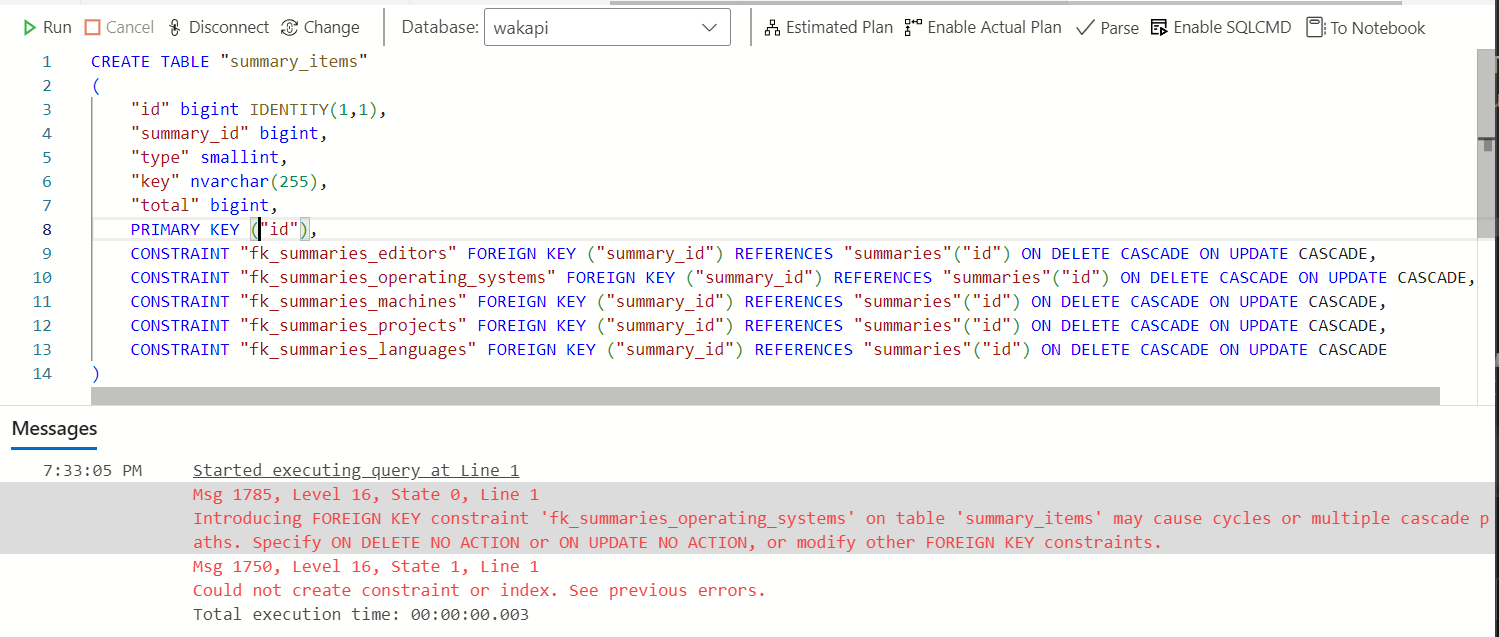 Run Cancel Disconnect Change Database: wakapi Estimated Plan Enable Actual Plan Parse Enable SQLCMD To Notebook
1 CREATE TABLE "summary_items"
2 (
3 "id" bigint IDENTITY(1,1),
4 "summary_id" bigint,
5 "type" smallint,
6 "key" nvarchar(255),
7 "total" bigint,
8 PRIMARY KEY ("id"),
9 CONSTRAINT "fk_summaries_editors" FOREIGN KEY ("summary_id") REFERENCES "summaries"("id") ON DELETE CASCADE ON UPDATE CASCADE,
10 CONSTRAINT "fk_summaries_operating_systems" FOREIGN KEY ("summary_id") REFERENCES "summaries"("id") ON DELETE CASCADE ON UPDATE CASCADE,
11 CONSTRAINT "fk_summaries_machines" FOREIGN KEY ("summary_id") REFERENCES "summaries"("id") ON DELETE CASCADE ON UPDATE CASCADE,
12 CONSTRAINT "fk_summaries_projects" FOREIGN KEY ("summary_id") REFERENCES "summaries"("id") ON DELETE CASCADE ON UPDATE CASCADE,
13 CONSTRAINT "fk_summaries_languages" FOREIGN KEY ("summary_id") REFERENCES "summaries"("id") ON DELETE CASCADE ON UPDATE CASCADE
14 )
Messages
7:33:05 PM Started executing query at Line 1
Msg 1785, Level 16, State 0, Line 1
Introducing FOREIGN KEY constraint 'fk_summaries_operating_systems' on table 'summary_items' may cause cycles or multiple cascade p
aths. Specify ON DELETE NO ACTION or ON UPDATE NO ACTION, or modify other FOREIGN KEY constraints.
Msg 1750, Level 16, State 1, Line 1
Could not create constraint or index. See previous errors.
Total execution time: 00:00:00.003